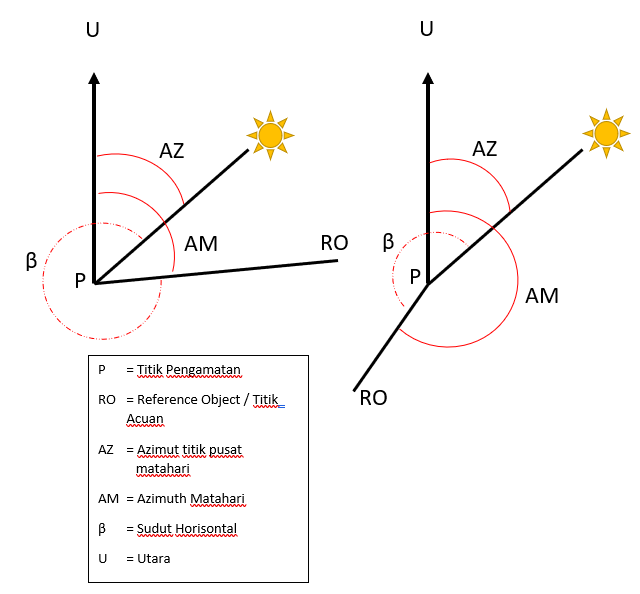 U
AZ
AM
RO
β
P
U
AZ
β
P
AM
RO
P = Titik Pengamatan
RO = Reference Object / Titik
Acuan
AZ = Azimut titik pusat
matahari
AM = Azimuth Matahari
β = Sudut Horisontal
U = Utara